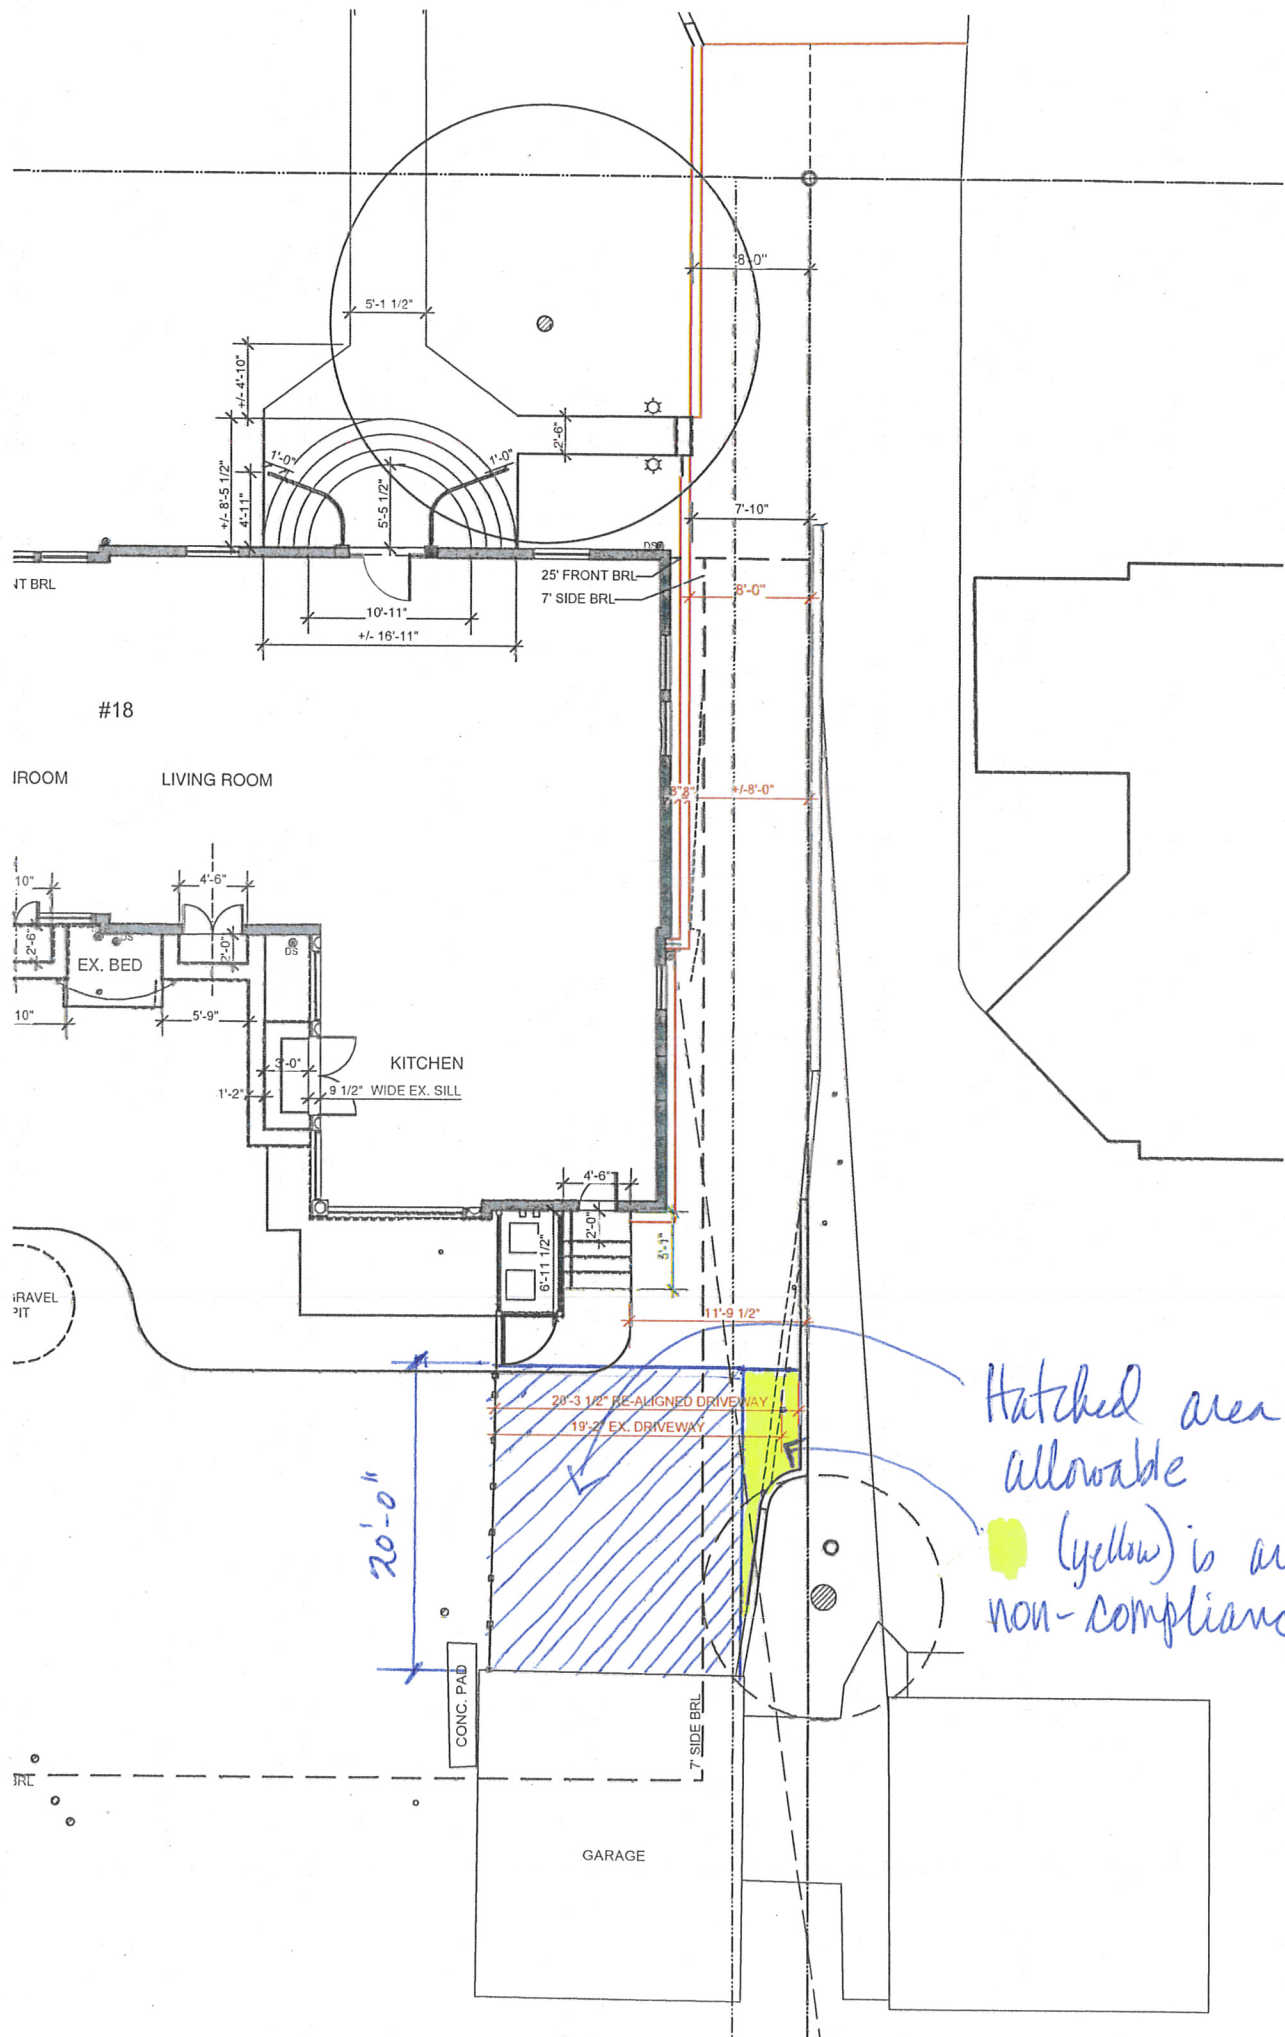 8'-0"
5'-1 1/2"
+/- 4'-10"
2'-6"
1'-0"
1'-0"
+/- 8'-5 1/2"
4'-11"
5'-5 1/2"
7'-10"
DS
NT BRL
25' FRONT BRL
7' SIDE BRL
8'-0"
10'-11"
+/- 16'-11"
#18
IROOM
LIVING ROOM
8"
8"
+/-8'-0"
10"
4'-6"
2'-6"
DS
2'-0"
DS
EX. BED
10"
5'-9"
3'-0"
KITCHEN
1'-2"
9 1/2" WIDE EX. SILL
4'-6"
2'-0"
6'-11 1/2"
GRAVEL
PIT
11'-9 1/2"
Hatched area
allowable
20'-3 1/2" RE-ALIGNED DRIVEWAY
19'-2" EX. DRIVEWAY
20'-0"
(yellow) is
non-complianc
CONC. PAD
7' SIDE BRL
BRL
GARAGE